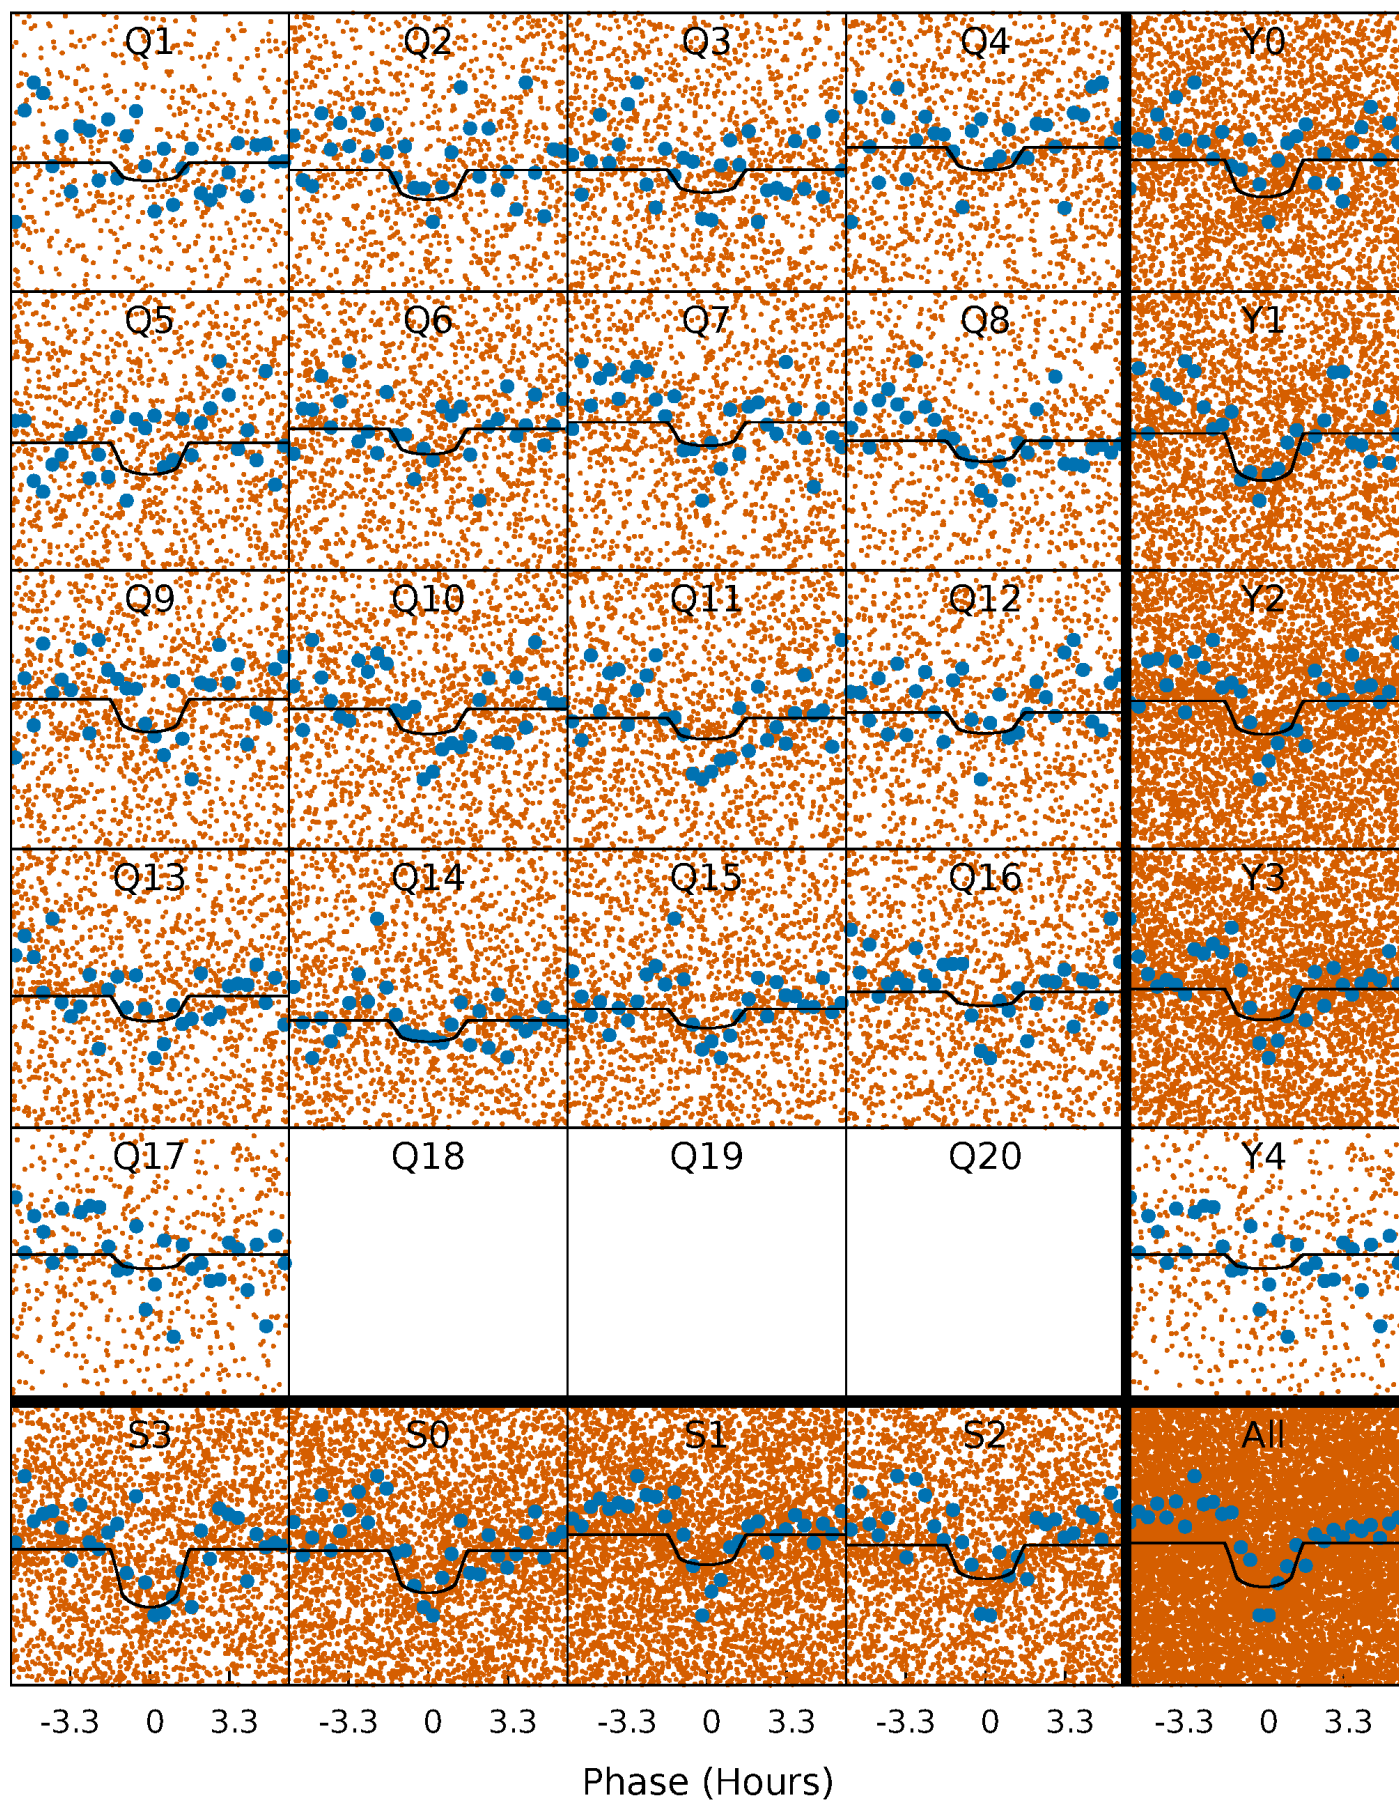 Q1 Q2 Q3 Q4 Y0
Q5 Q6 Q7 Q8 Y1
Q9 Q10 Q11 Q12 Y2
Q13 Q14 Q15 Q16 Y3
Q17 Q18 Q19 Q20 Y4
S3 S0 S1 S2 All
-3.3 0 3.3 -3.3 0 3.3 -3.3 0 3.3 -3.3 0 3.3 -3.3 0 3.3
Phase (Hours)